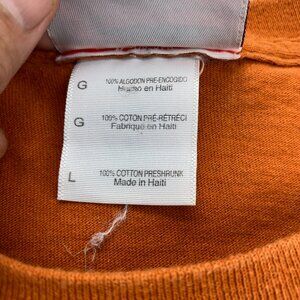 G 100% ALGODON PRE-ENCOGIDO
Hecho en Haiti
G 100% COTON PRÉ-RÉTRÉCI
Fabrique en Haiti
L 100% COTTON PRESHRUNK
Made in Haiti